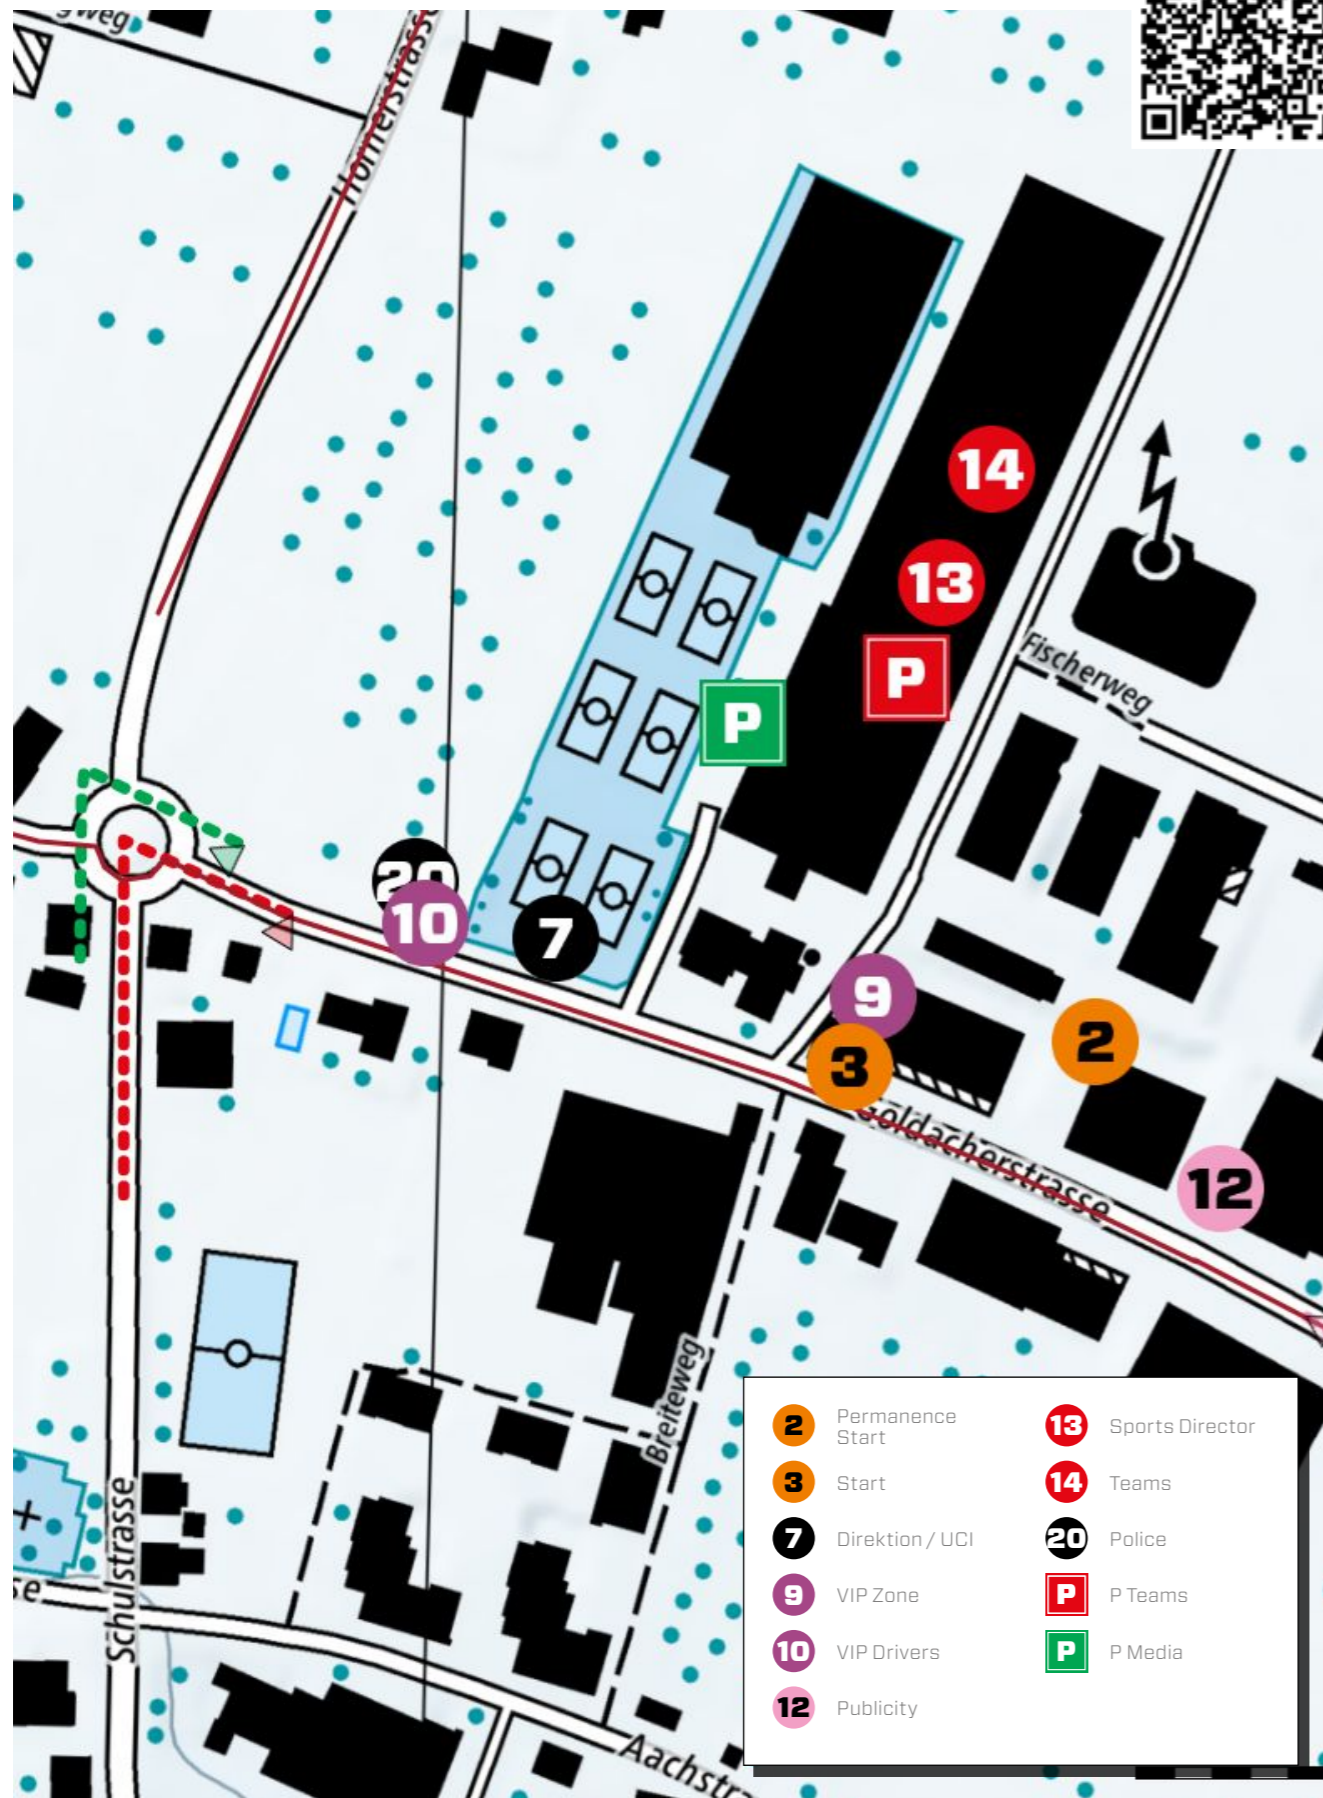 Hornerstrasse
14
13
P
Fischerweg
P
20
10
7
9
2
3
Goldacherstrasse
12
Breiteweg
Schulstrasse
2 Permanence
Start
3 Start
7 Direktion / UCI
9 VIP Zone
10 VIP Drivers
12 Publicity
13 Sports Director
14 Teams
20 Police
P P Teams
P P Media